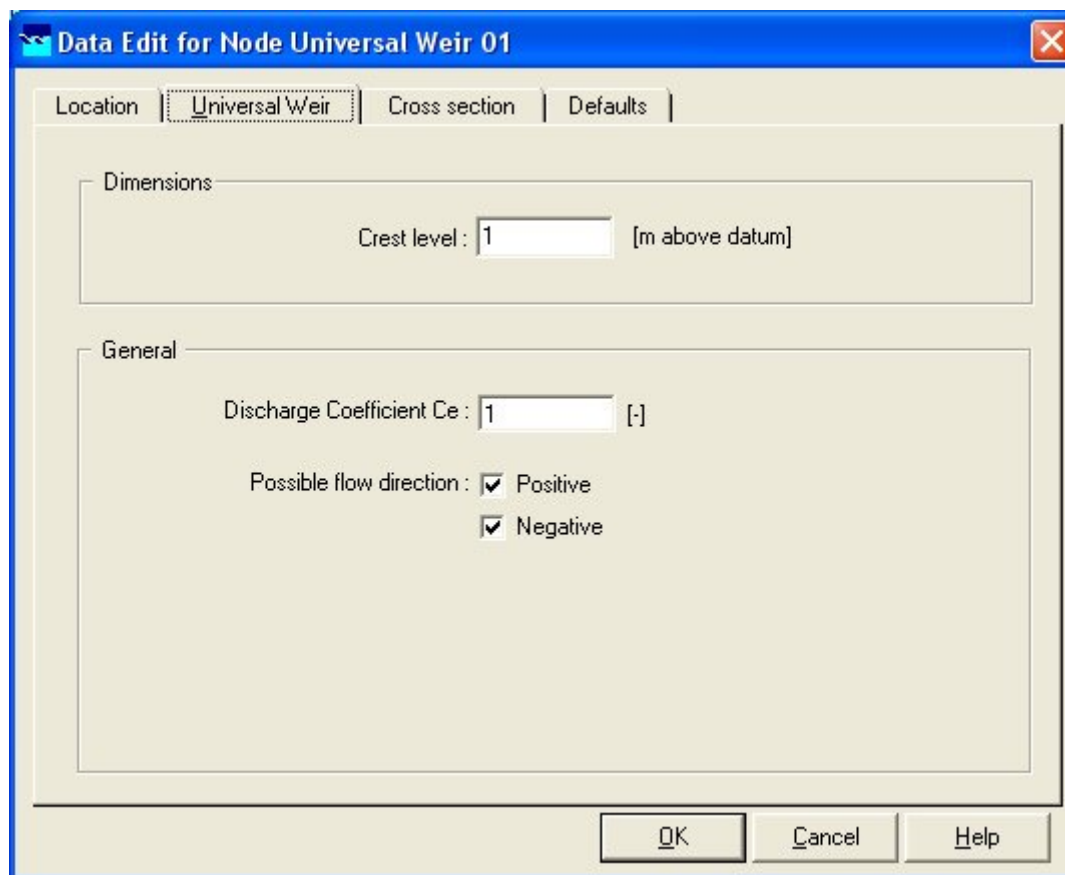 Data Edit for Node Universal Weir 01
Location Universal Weir Cross section Defaults
Dimensions
Crest level : 1 [m above datum]
General
Discharge Coefficient Ce : 1 [-]
Possible flow direction : Positive
Negative
OK Cancel Help